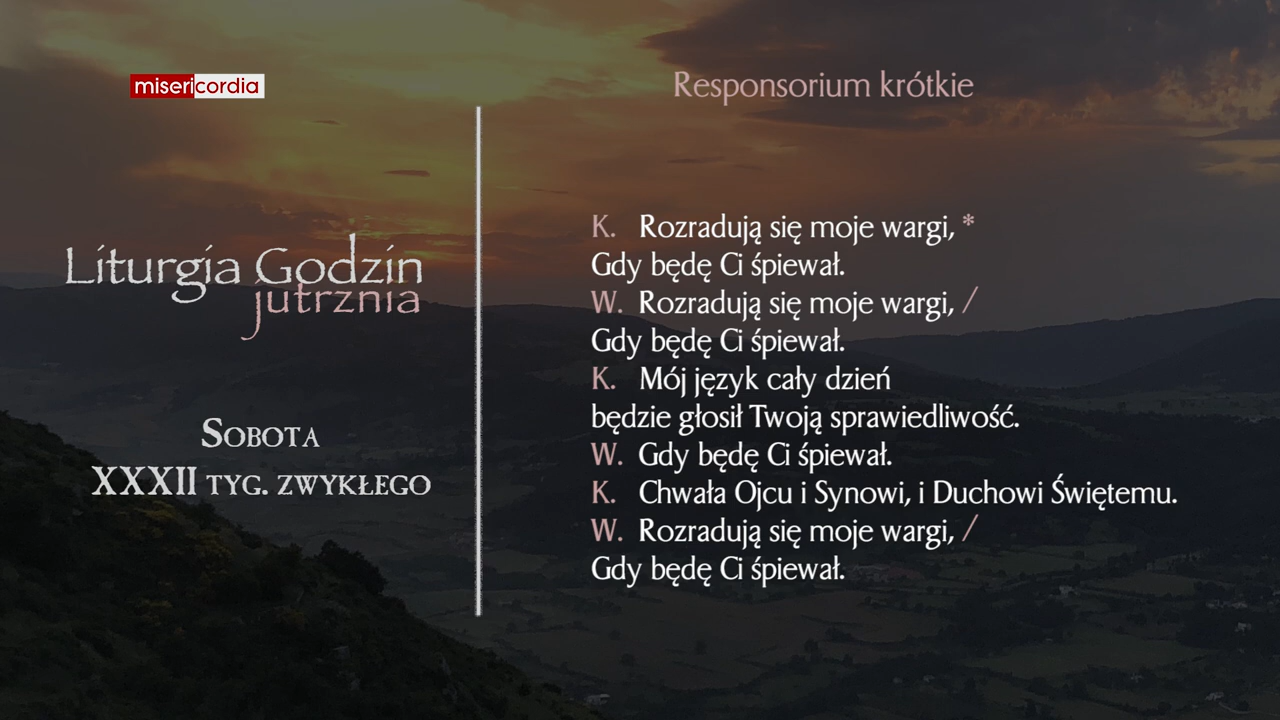 misericordia
Liturgia Godzin
jutrznia
Sobota
XXXII tyg. zwykłego
Responsorium krótkie
K. Rozradują się moje wargi, *
Gdy będę Ci śpiewał.
W. Rozradują się moje wargi, /
Gdy będę Ci śpiewał.
K. Mój język cały dzień
będzie głosił Twoją sprawiedliwość.
W. Gdy będę Ci śpiewał.
K. Chwała Ojcu i Synowi, i Duchowi Świętemu.
W. Rozradują się moje wargi, /
Gdy będę Ci śpiewał.